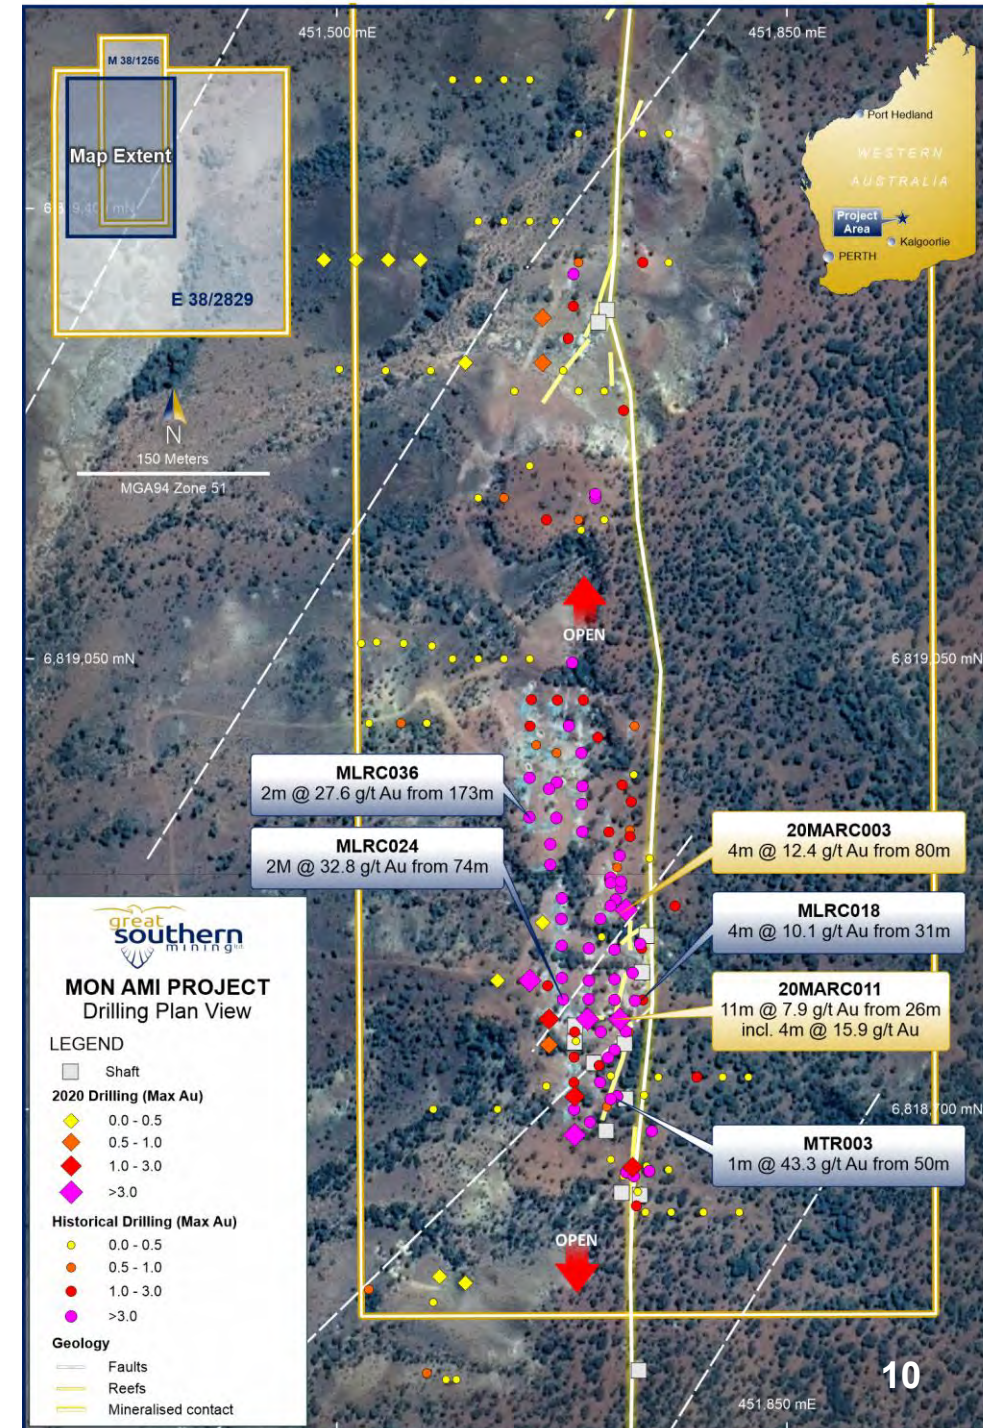 451,500 mE
451,850 mE
M 38/1256
Map Extent
E 38/2829
Port Hedland
WESTERN
AUSTRALIA
Project
Area
Kalgoorlie
PERTH
N
150 Meters
MGA94 Zone 51
OPEN
6,819,050 mN
6,819,050 mN
MLRC036
2m @ 27.6 g/t Au from 173m
MLRC024
2M @ 32.8 g/t Au from 74m
20MARC003
4m @ 12.4 g/t Au from 80m
MLRC018
4m @ 10.1 g/t Au from 31m
20MARC011
11m @ 7.9 g/t Au from 26m
incl. 4m @ 15.9 g/t Au
6,818,700 mN
MTR003
1m @ 43.3 g/t Au from 50m
OPEN
great
southern
mining
MON AMI PROJECT
Drilling Plan View
LEGEND
Shaft
2020 Drilling (Max Au)
0.0 - 0.5
0.5 - 1.0
1.0 - 3.0
>3.0
Historical Drilling (Max Au)
0.0 - 0.5
0.5 - 1.0
1.0 - 3.0
>3.0
Geology
Faults
Reefs
Mineralised contact
451,850 mE
10